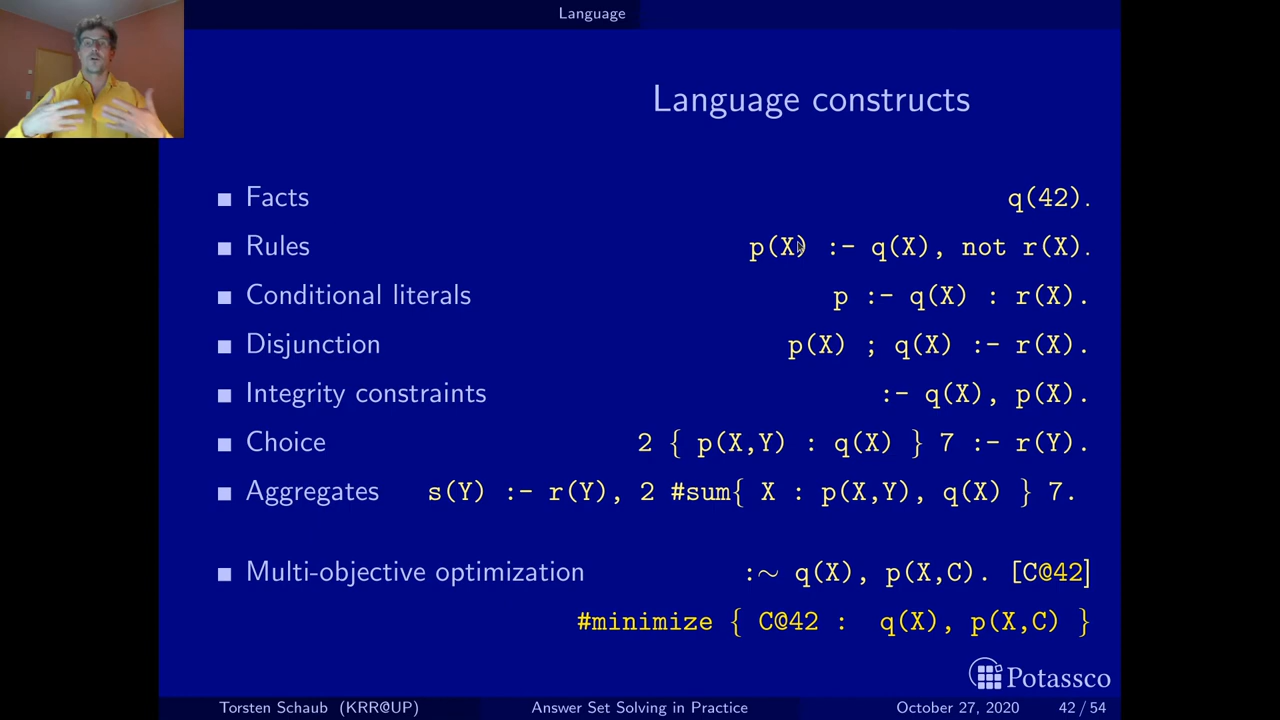 Language
Language constructs
Facts q(42).
Rules p(X) :- q(X), not r(X).
Conditional literals p :- q(X) : r(X).
Disjunction p(X) ; q(X) :- r(X).
Integrity constraints :- q(X), p(X).
Choice 2 { p(X,Y) : q(X) } 7 :- r(Y).
Aggregates s(Y) :- r(Y), 2 #sum{ X : p(X,Y), q(X) } 7.
Multi-objective optimization :∼ q(X), p(X,C). [C@42]
#minimize { C@42 : q(X), p(X,C) }
Potassco
Torsten Schaub (KRR@UP) Answer Set Solving in Practice October 27, 2020 42 / 54